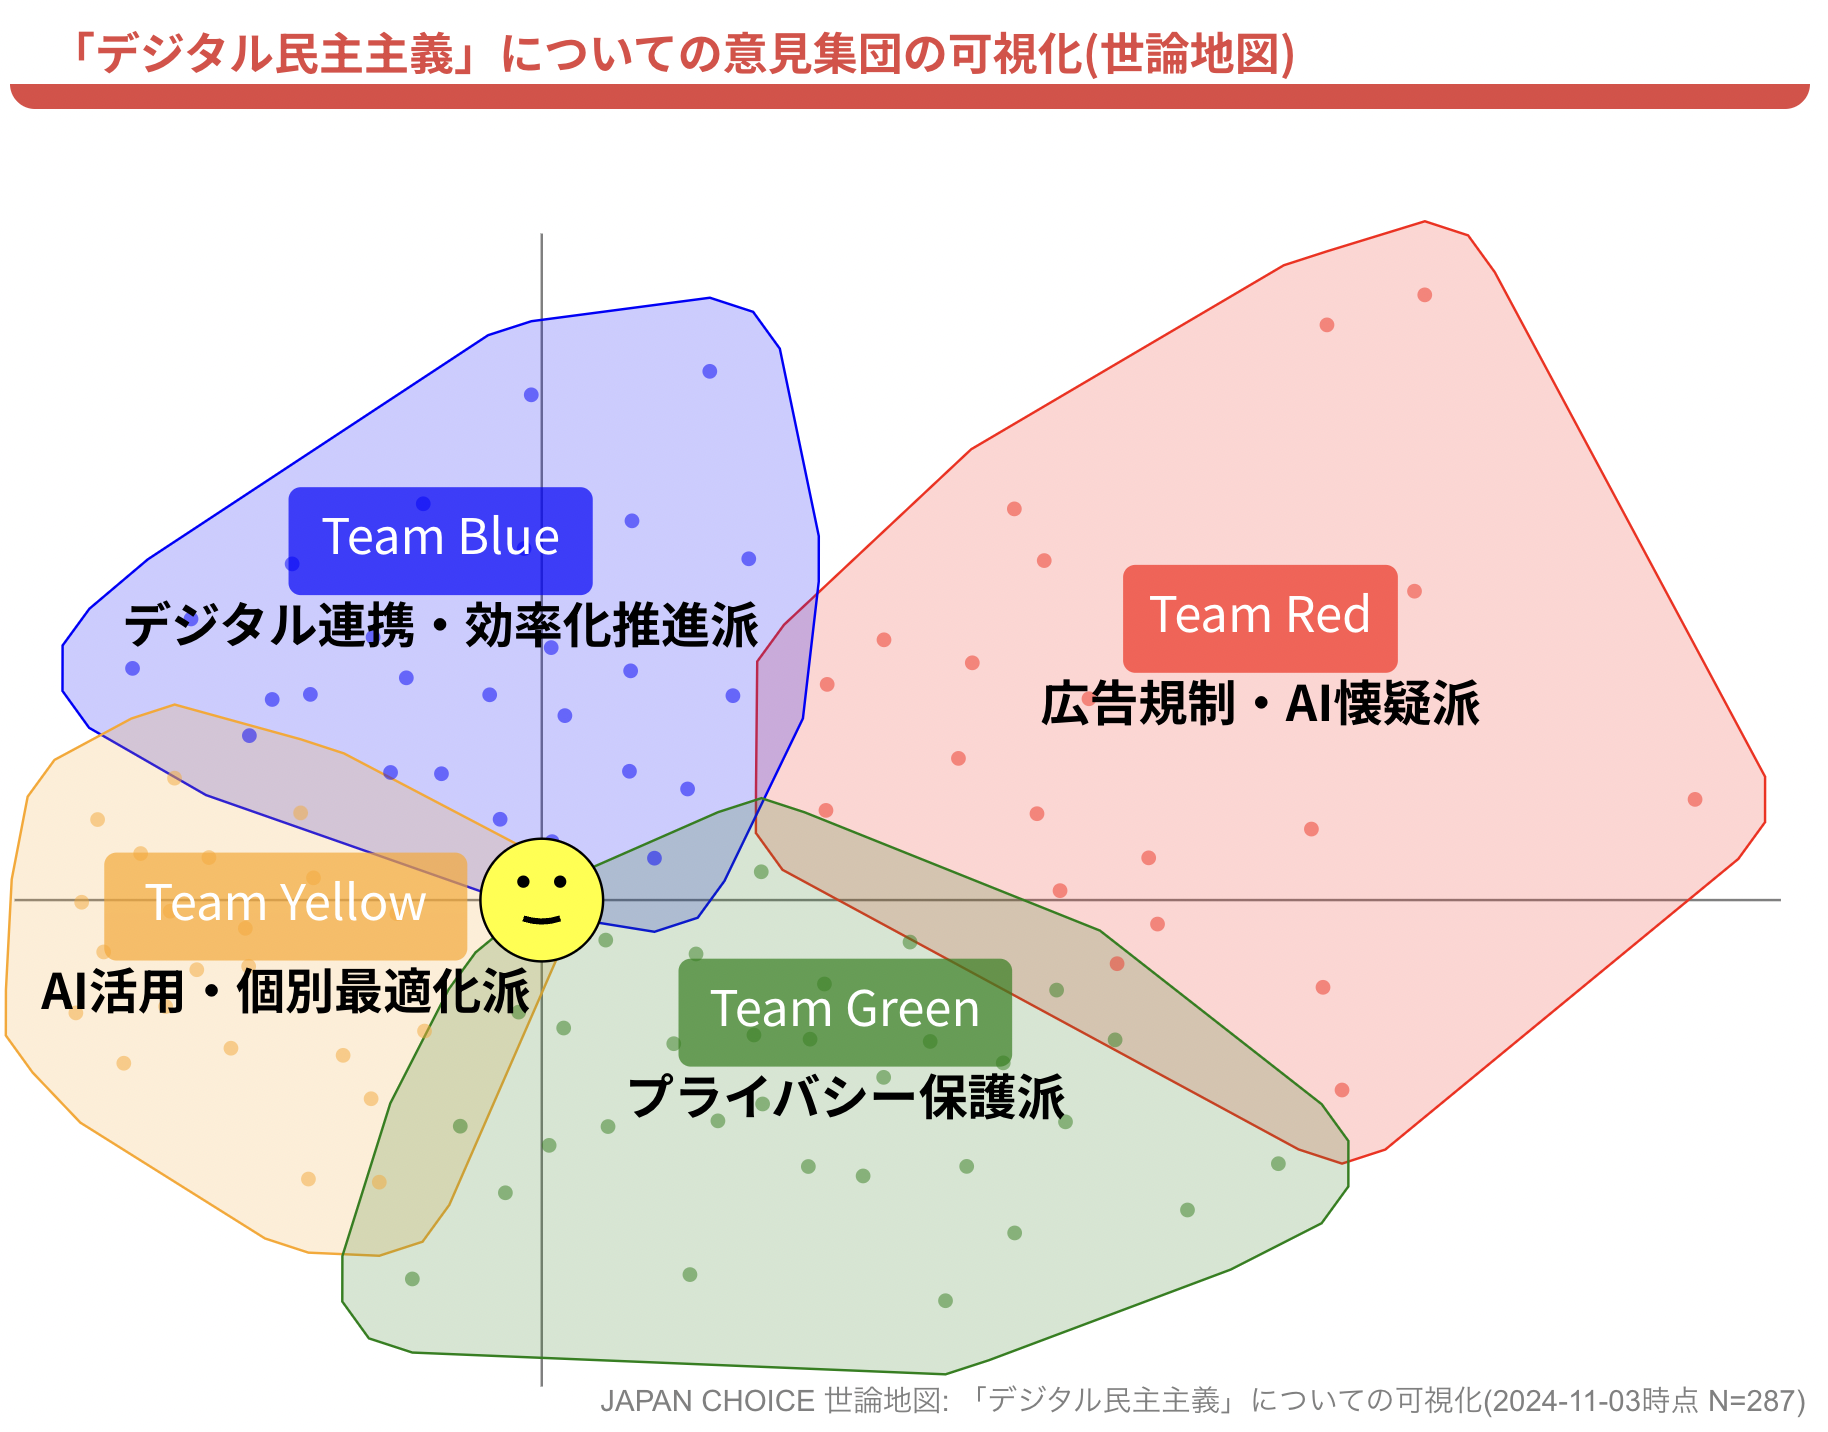 「デジタル民主主義」についての意見集団の可視化(世論地図)
Team Blue
デジタル連携・効率化推進派
Team Red
広告規制・AI懐疑派
Team Yellow
AI活用・個別最適化派
Team Green
プライバシー保護派
JAPAN CHOICE 世論地図: 「デジタル民主主義」についての可視化(2024-11-03時点 N=287)